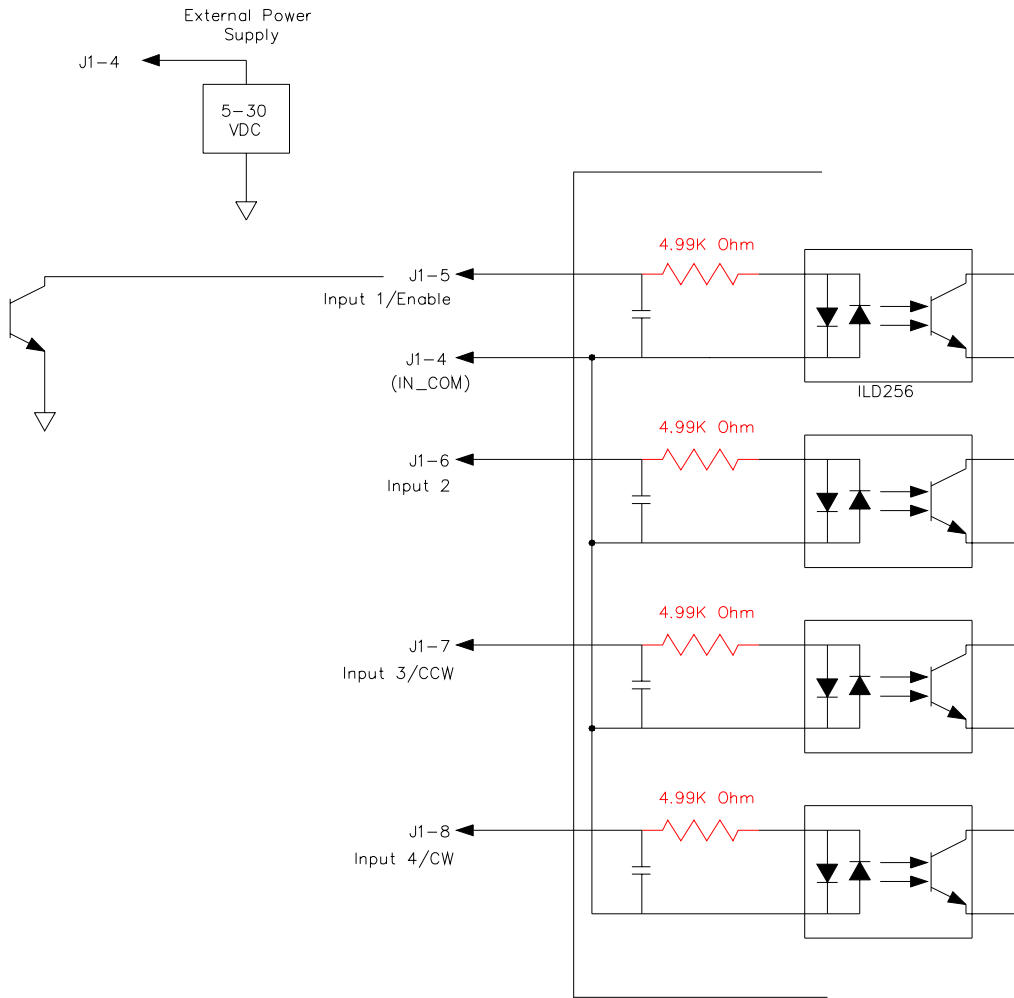 External Power
Supply
J1-4
5-30
VDC
4.99K Ohm
J1-5
Input 1/Enable
J1-4
(IN_COM)
ILD256
4.99K Ohm
J1-6
Input 2
4.99K Ohm
J1-7
Input 3/CCW
4.99K Ohm
J1-8
Input 4/CW